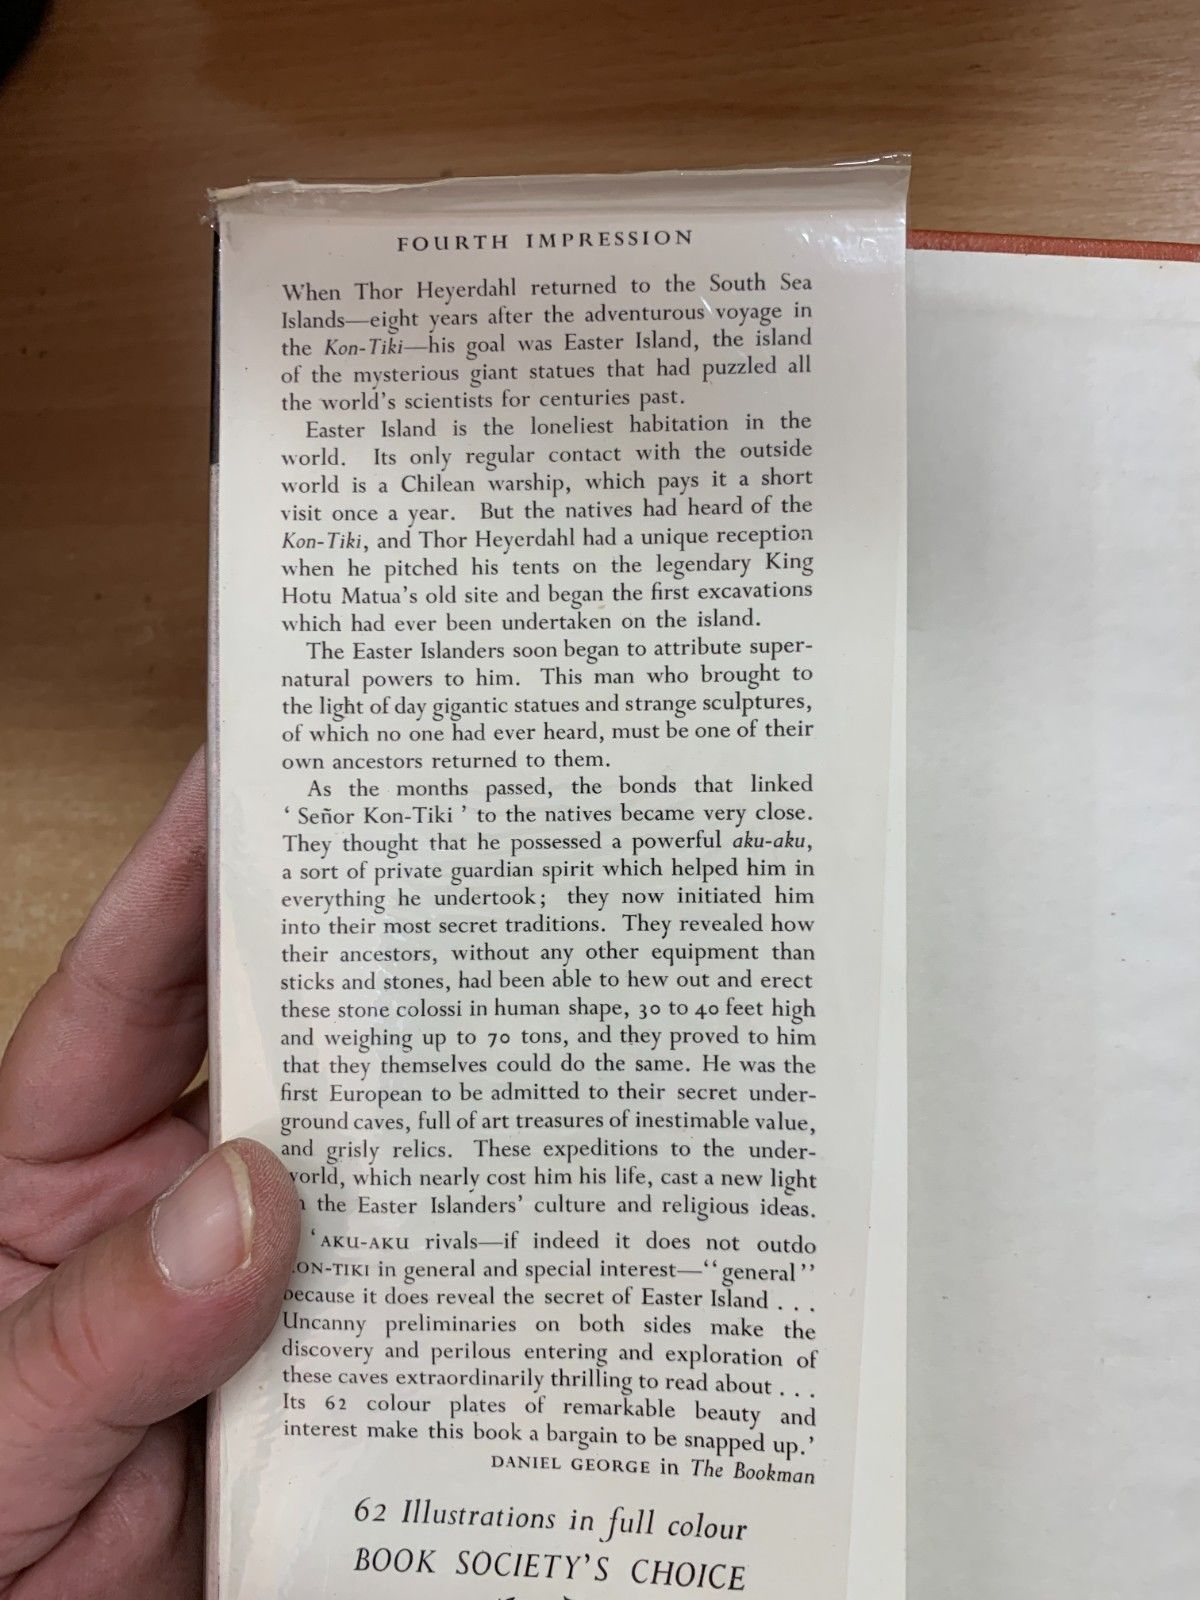 FOURTH IMPRESSION
When Thor Heyerdahl returned to the South Sea
Islands—eight years after the adventurous voyage in
the Kon-Tiki—his goal was Easter Island, the island
of the mysterious giant statues that had puzzled all
the world's scientists for centuries past.
Easter Island is the loneliest habitation in the
world. Its only regular contact with the outside
world is a Chilean warship, which pays it a short
visit once a year. But the natives had heard of the
Kon-Tiki, and Thor Heyerdahl had a unique reception
when he pitched his tents on the legendary King
Hotu Matua's old site and began the first excavations
which had ever been undertaken on the island.
The Easter Islanders soon began to attribute super-
natural powers to him. This man who brought to
the light of day gigantic statues and strange sculptures,
of which no one had ever heard, must be one of their
own ancestors returned to them.
As the months passed, the bonds that linked
' Señor Kon-Tiki ' to the natives became very close.
They thought that he possessed a powerful aku-aku,
a sort of private guardian spirit which helped him in
everything he undertook; they now initiated him
into their most secret traditions. They revealed how
their ancestors, without any other equipment than
sticks and stones, had been able to hew out and erect
these stone colossi in human shape, 30 to 40 feet high
and weighing up to 70 tons, and they proved to him
that they themselves could do the same. He was the
first European to be admitted to their secret under-
ground caves, full of art treasures of inestimable value,
and grisly relics. These expeditions to the under-
world, which nearly cost him his life, cast a new light
the Easter Islanders' culture and religious ideas.
'AKU-AKU rivals—if indeed it does not outdo
ON-TIKI in general and special interest—"general"
because it does reveal the secret of Easter Island . . .
Uncanny preliminaries on both sides make the
discovery and perilous entering and exploration of
these caves extraordinarily thrilling to read about . . .
Its 62 colour plates of remarkable beauty and
interest make this book a bargain to be snapped up.'
DANIEL GEORGE in The Bookman
62 Illustrations in full colour
BOOK SOCIETY'S CHOICE